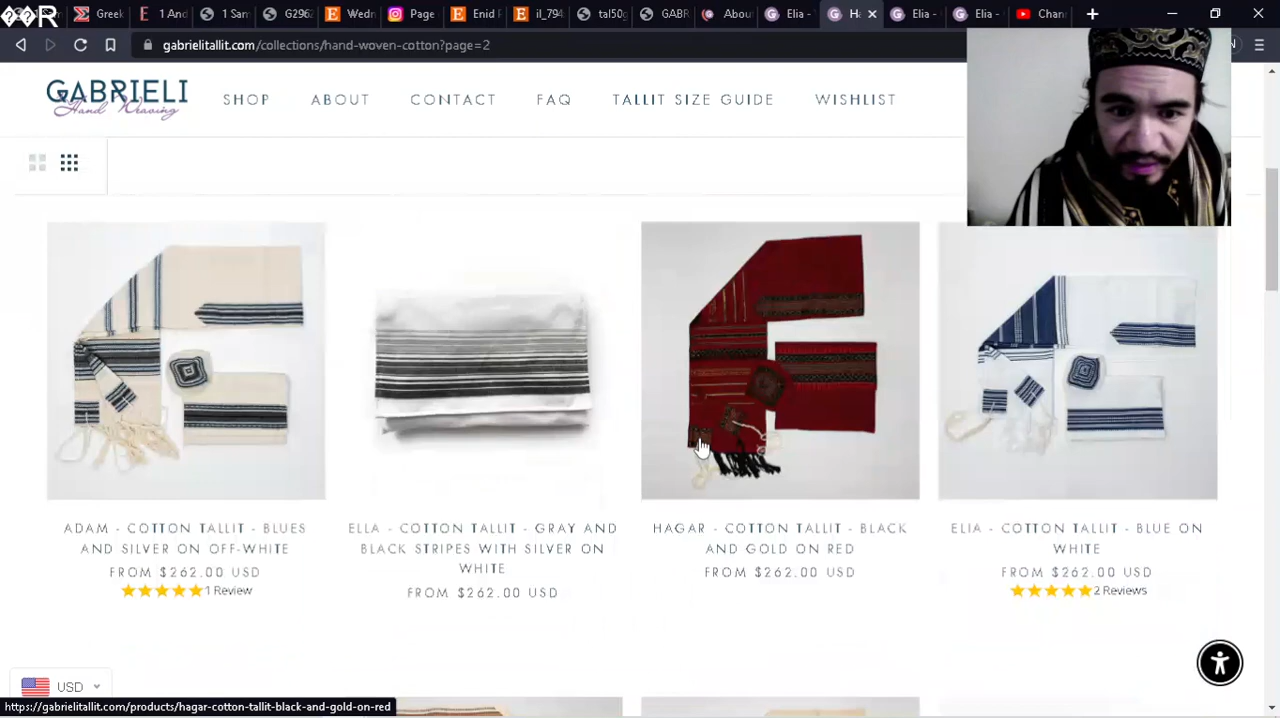 ��R
Greek
1 And
1 Sam
G296
Wedn
Page
Enid
il_794
tal50g
GABR
Abou
Elia -
Ha
Elia -
Elia -
Chan
gabrielitallit.com/collections/hand-woven-cotton?page=2
GABRIELI
Hand Weaving
SHOP ABOUT CONTACT FAQ TALLIT SIZE GUIDE WISHLIST
ADAM - COTTON TALLIT - BLUES
AND SILVER ON OFF-WHITE
FROM $262.00 USD
1 Review
ELLA - COTTON TALLIT - GRAY AND
BLACK STRIPES WITH SILVER ON
WHITE
FROM $262.00 USD
HAGAR - COTTON TALLIT - BLACK
AND GOLD ON RED
FROM $262.00 USD
ELIA - COTTON TALLIT - BLUE ON
WHITE
FROM $262.00 USD
2 Reviews
USD
https://gabrielitallit.com/products/hagar-cotton-tallit-black-and-gold-on-red